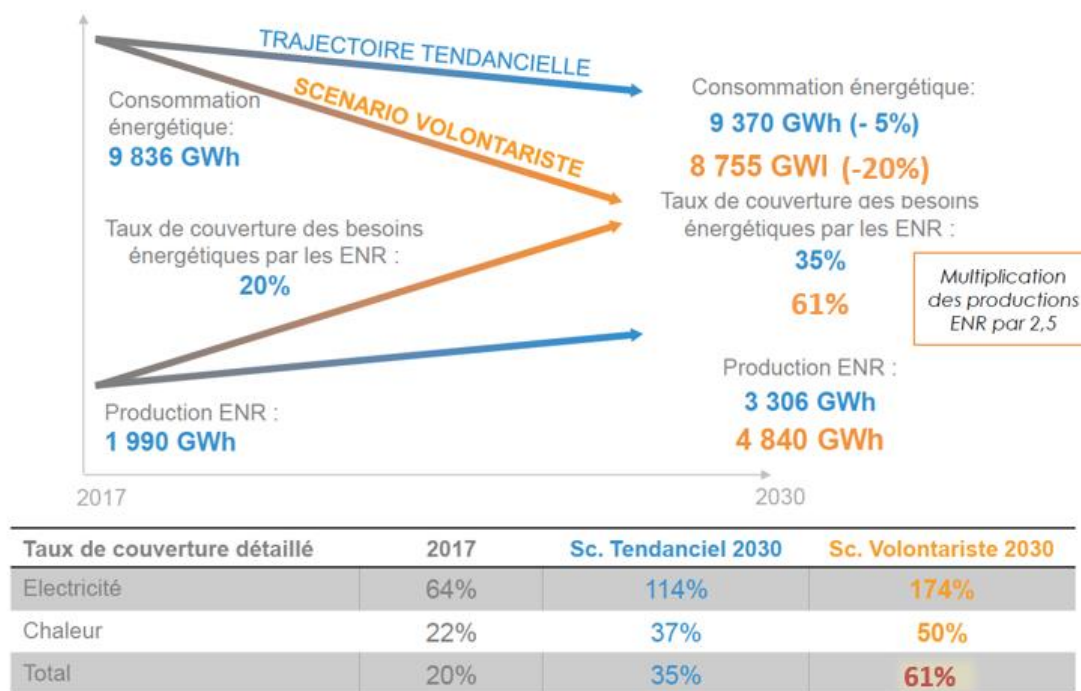 TRAJECTOIRE TENDANCIELLE
SCENARIO VOLONTARISTE
Consommation
énergétique:
9 836 GWh
Consommation énergétique:
9 370 GWh (- 5%)
8 755 GWl (-20%)
Taux de couverture des besoins
énergétiques par les ENR :
20%
Taux de couverture des besoins
énergétiques par les ENR :
35%
61%
Multiplication
des productions
ENR par 2,5
Production ENR :
1 990 GWh
Production ENR :
3 306 GWh
4 840 GWh
2017
2030
Taux de couverture détaillé 2017 Sc. Tendanciel 2030 Sc. Volontariste 2030
Electricité 64% 114% 174%
Chaleur 22% 37% 50%
Total 20% 35% 61%